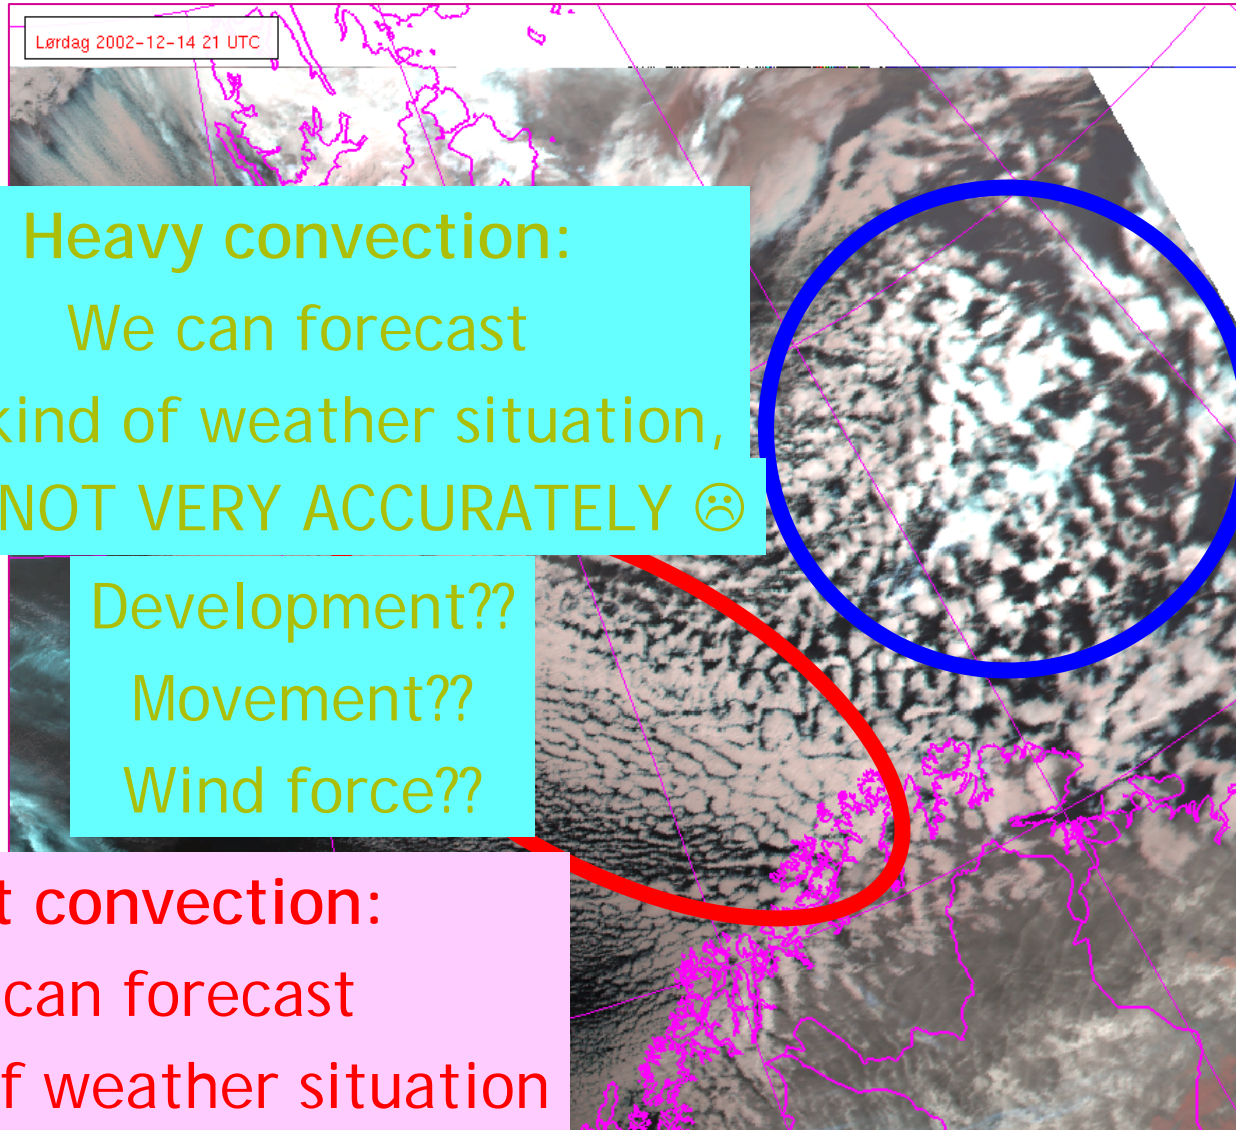 Lørdag 2002-12-14 21 UTC
Heavy convection:
We can forecast
kind of weather situation,
NOT VERY ACCURATELY ☹
Development??
Movement??
Wind force??
t convection:
can forecast
f weather situation